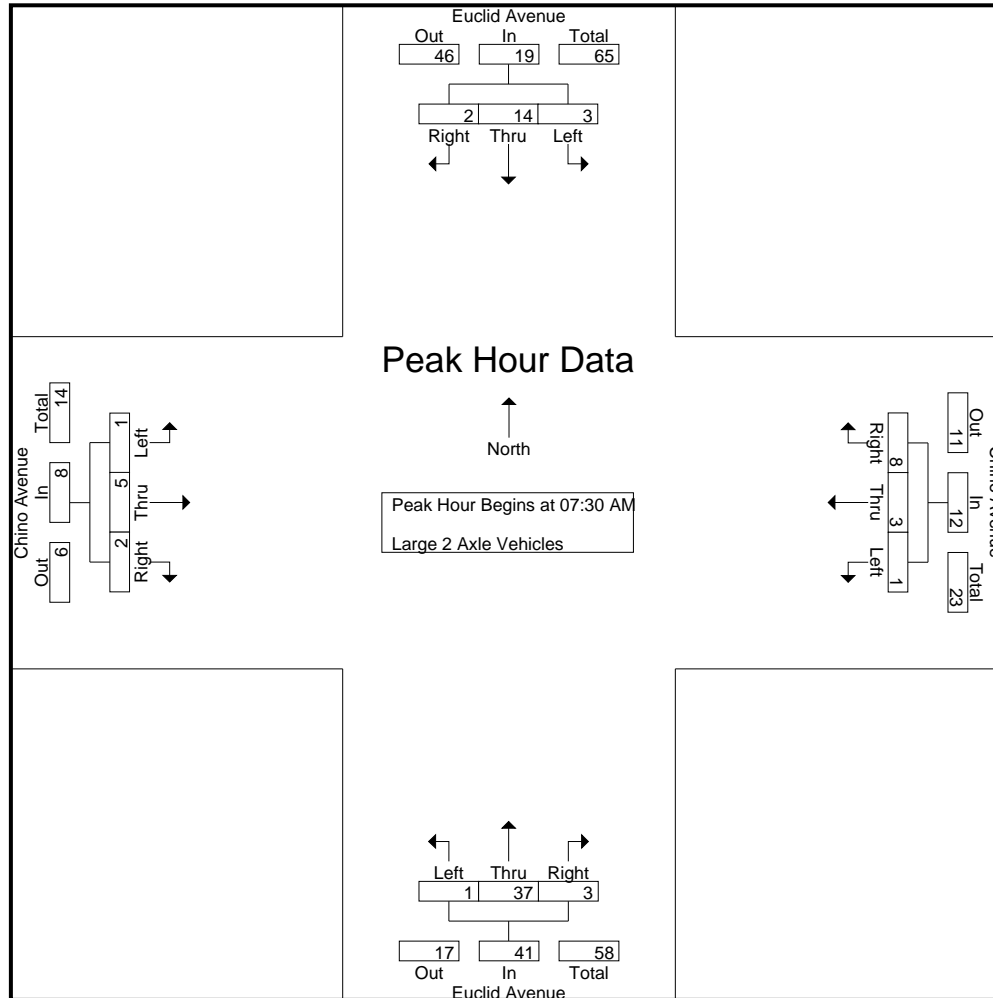 Euclid Avenue
Out In Total
46 19 65
2 14 3
Right Thru Left
Peak Hour Data
North
Peak Hour Begins at 07:30 AM
Large 2 Axle Vehicles
Chino Avenue
Total In Out
14 8 6
1 5 2
Left Thru Right
Right Thru Left
8 3 1
Out In Total
11 12 23
Left Thru Right
1 37 3
17 41 58
Out In Total
Euclid Avenue